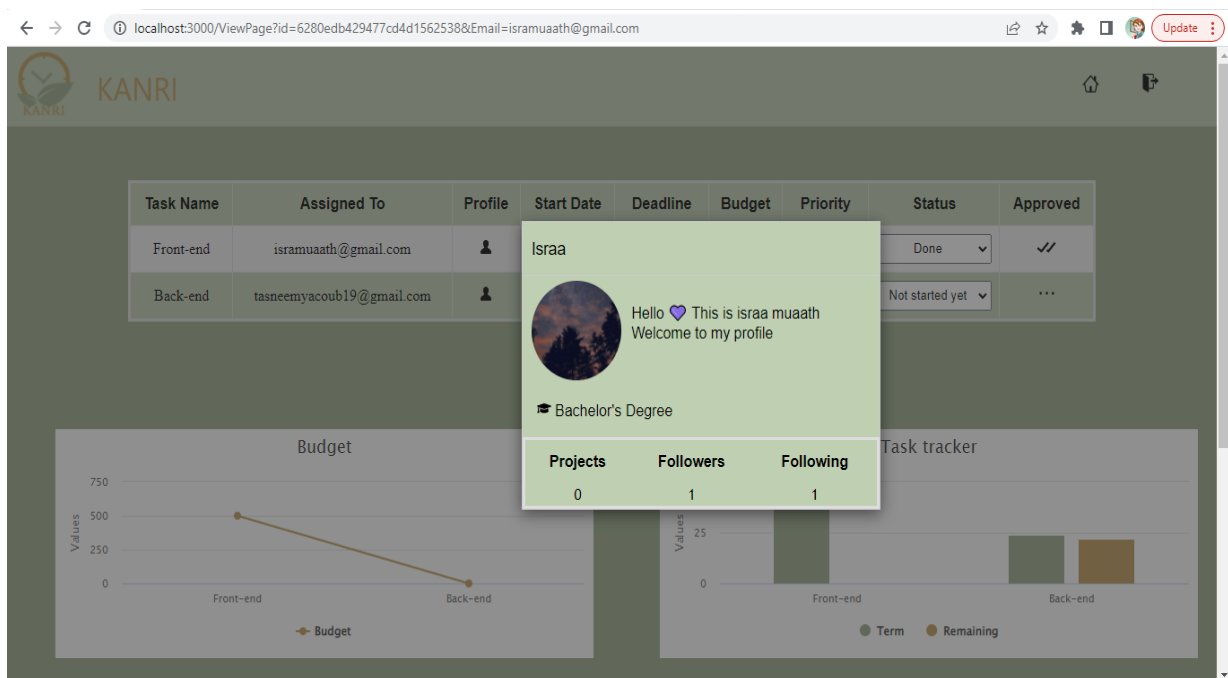 localhost:3000/ViewPage?id=6280edb429477cd4d1562538&Email=isramuaath@gmail.com
Update
KANRI
KANRI
Task Name Assigned To Profile Start Date Deadline Budget Priority Status Approved
Front-end isramuaath@gmail.com Done
Back-end tasneemyacoub19@gmail.com Not started yet
Israa
Hello 💜 This is israa muaath
Welcome to my profile
Bachelor's Degree
Projects Followers Following
0 1 1
Budget
750
500
250
0
Values
Front-end Back-end
Budget
Task tracker
25
0
Values
Front-end Back-end
Term Remaining